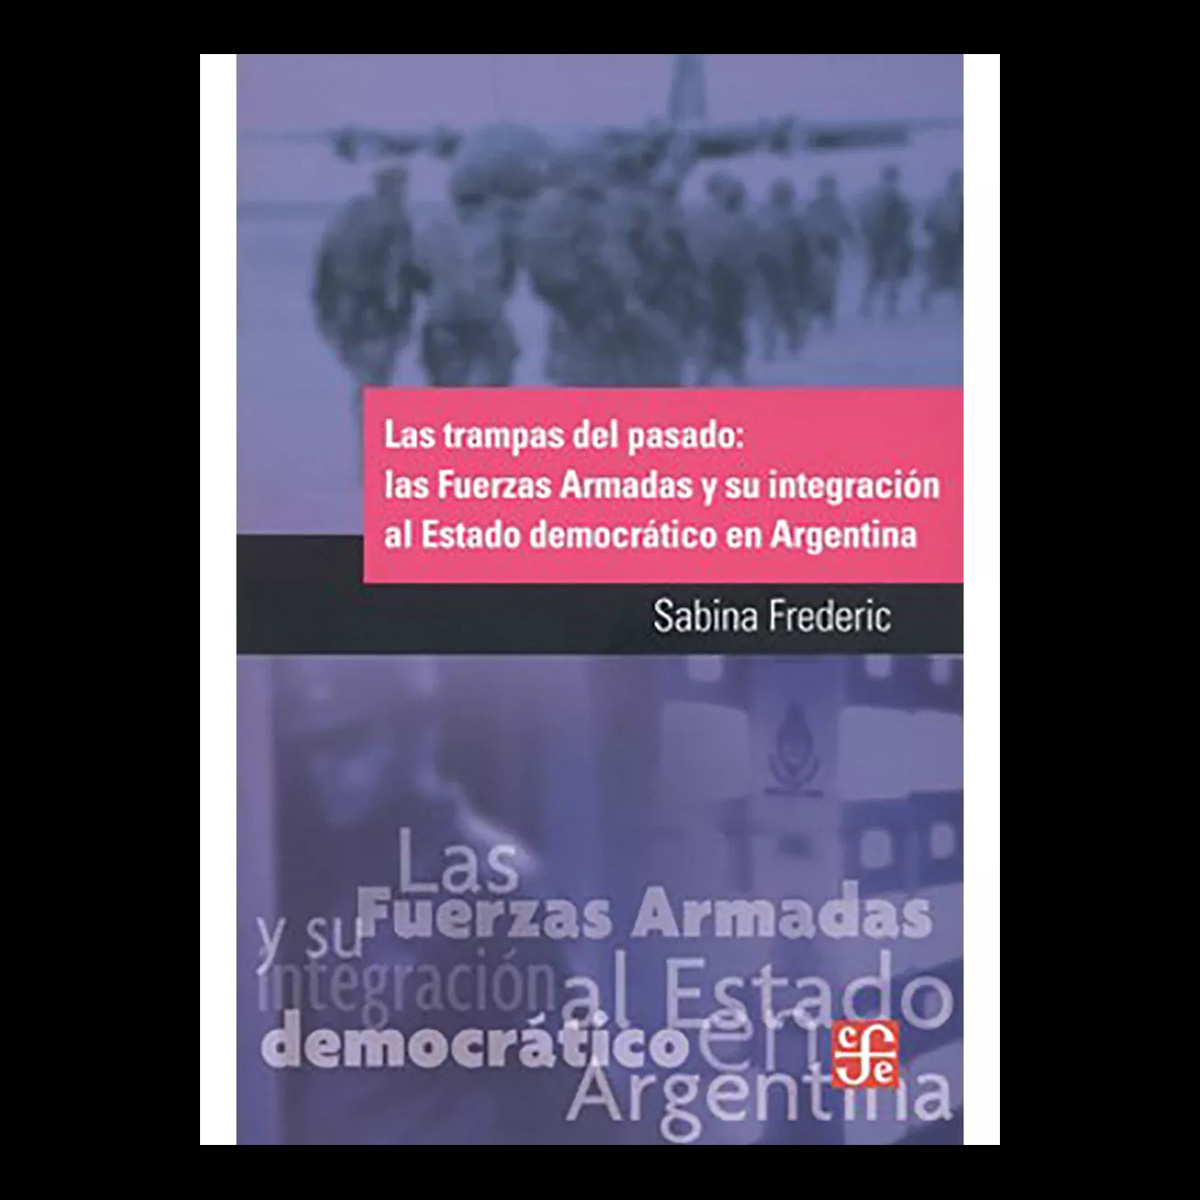 Las trampas del pasado:
las Fuerzas Armadas y su integración
al Estado democrático en Argentina
Sabina Frederic
Las
Fuerzas Armadas
y su
integración al Estado
democrático en
Argentina
cfe